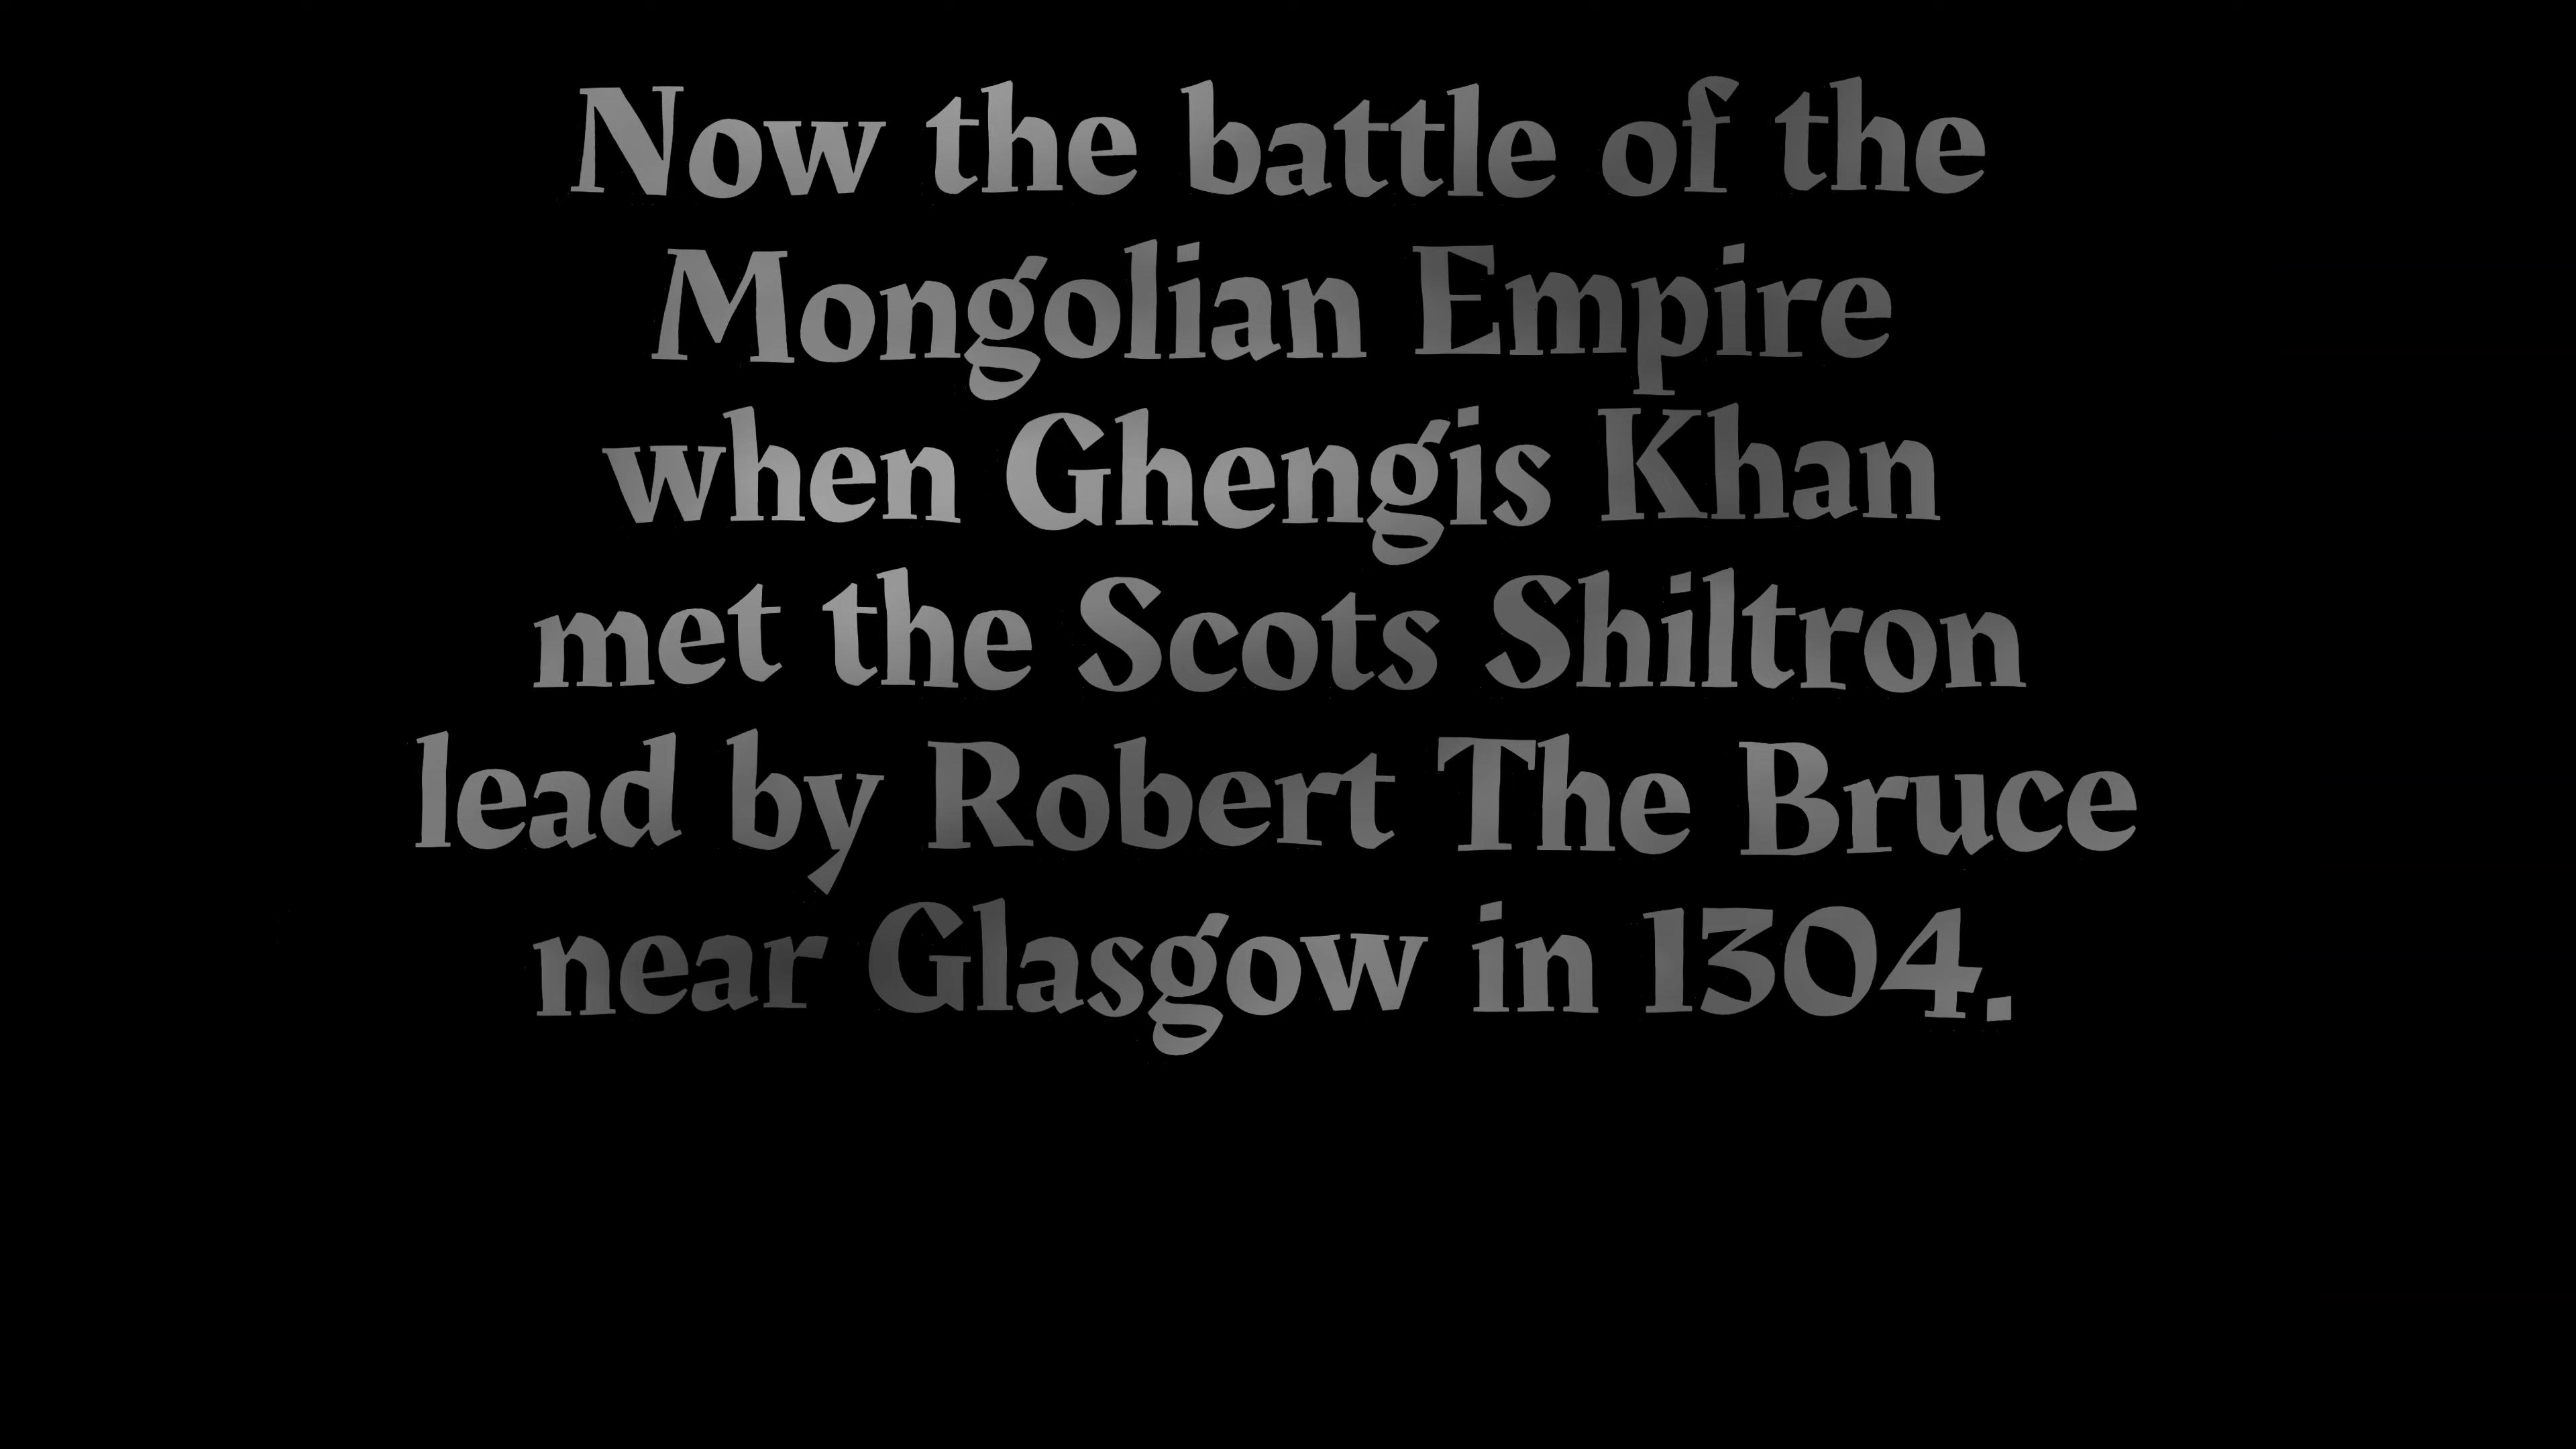 Now the battle of the
Mongolian Empire
when Ghengis Khan
met the Scots Shiltron
lead by Robert The Bruce
near Glasgow in 1304.